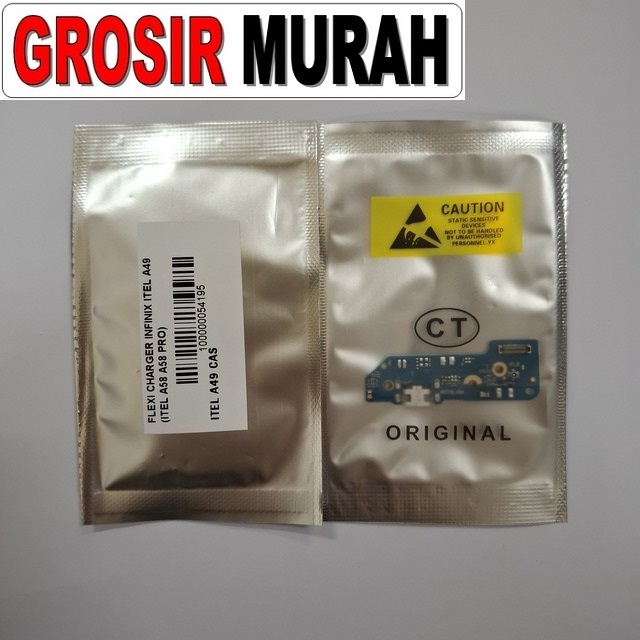 GROSIR MURAH
FLEXI CHARGER INFINIX ITEL A49
(ITEL A58 A58 PRO)
100000054195
ITEL A49 CAS
CAUTION
STATIC SENSITIVE
DEVICES
NOT TO BE HANDLED
BY UNAUTHORISED
PERSONNEL.YX
CT
ORIGINAL